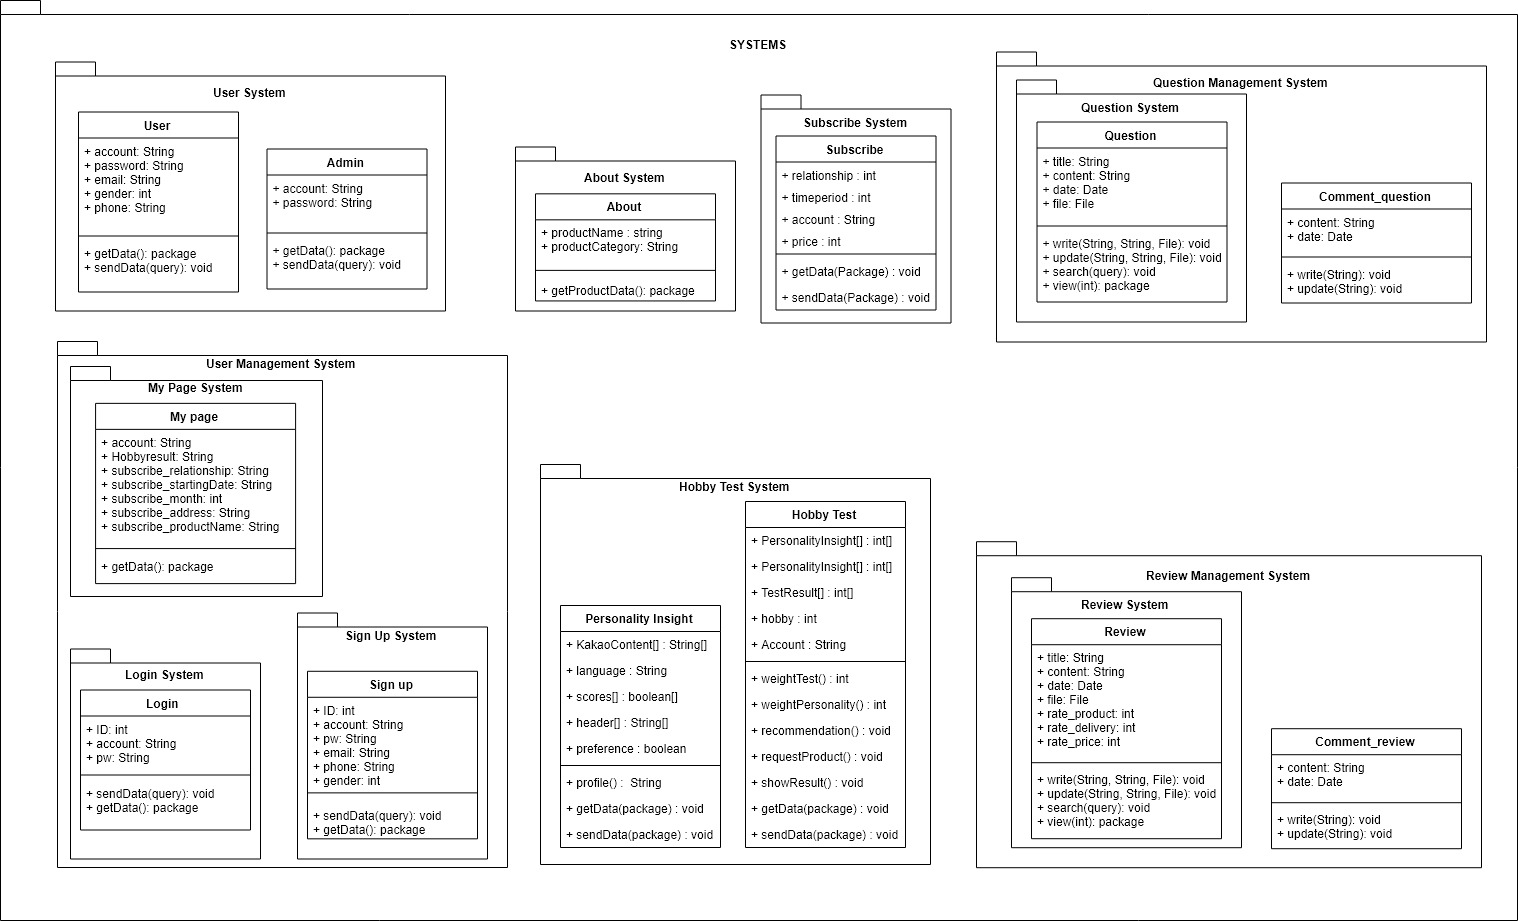 SYSTEMS
User System
User
+ account: String
+ password: String
+ email: String
+ gender: int
+ phone: String
+ getData(): package
+ sendData(query): void
Admin
+ account: String
+ password: String
+ getData(): package
+ sendData(query): void
About System
About
+ productName : string
+ productCategory: String
+ getProductData(): package
Subscribe System
Subscribe
+ relationship : int
+ timeperiod : int
+ account : String
+ price : int
+ getData(Package) : void
+ sendData(Package) : void
Question Management System
Question System
Question
+ title: String
+ content: String
+ date: Date
+ file: File
+ write(String, String, File): void
+ update(String, String, File): void
+ search(query): void
+ view(int): package
Comment_question
+ content: String
+ date: Date
+ write(String): void
+ update(String): void
User Management System
My Page System
My page
+ account: String
+ Hobbyresult: String
+ subscribe_relationship: String
+ subscribe_startingDate: String
+ subscribe_month: int
+ subscribe_address: String
+ subscribe_productName: String
+ getData(): package
Login System
Login
+ ID: int
+ account: String
+ pw: String
+ sendData(query): void
+ getData(): package
Sign Up System
Sign up
+ ID: int
+ account: String
+ pw: String
+ email: String
+ phone: String
+ gender: int
+ sendData(query): void
+ getData(): package
Hobby Test System
Personality Insight
+ KakaoContent[] : String[]
+ language : String
+ scores[] : boolean[]
+ header[] : String[]
+ preference : boolean
+ profile() : String
+ getData(package) : void
+ sendData(package) : void
Hobby Test
+ PersonalityInsight[] : int[]
+ PersonalityInsight[] : int[]
+ TestResult[] : int[]
+ hobby : int
+ Account : String
+ weightTest() : int
+ weightPersonality() : int
+ recommendation() : void
+ requestProduct() : void
+ showResult() : void
+ getData(package) : void
+ sendData(package) : void
Review Management System
Review System
Review
+ title: String
+ content: String
+ date: Date
+ file: File
+ rate_product: int
+ rate_delivery: int
+ rate_price: int
+ write(String, String, File): void
+ update(String, String, File): void
+ search(query): void
+ view(int): package
Comment_review
+ content: String
+ date: Date
+ write(String): void
+ update(String): void